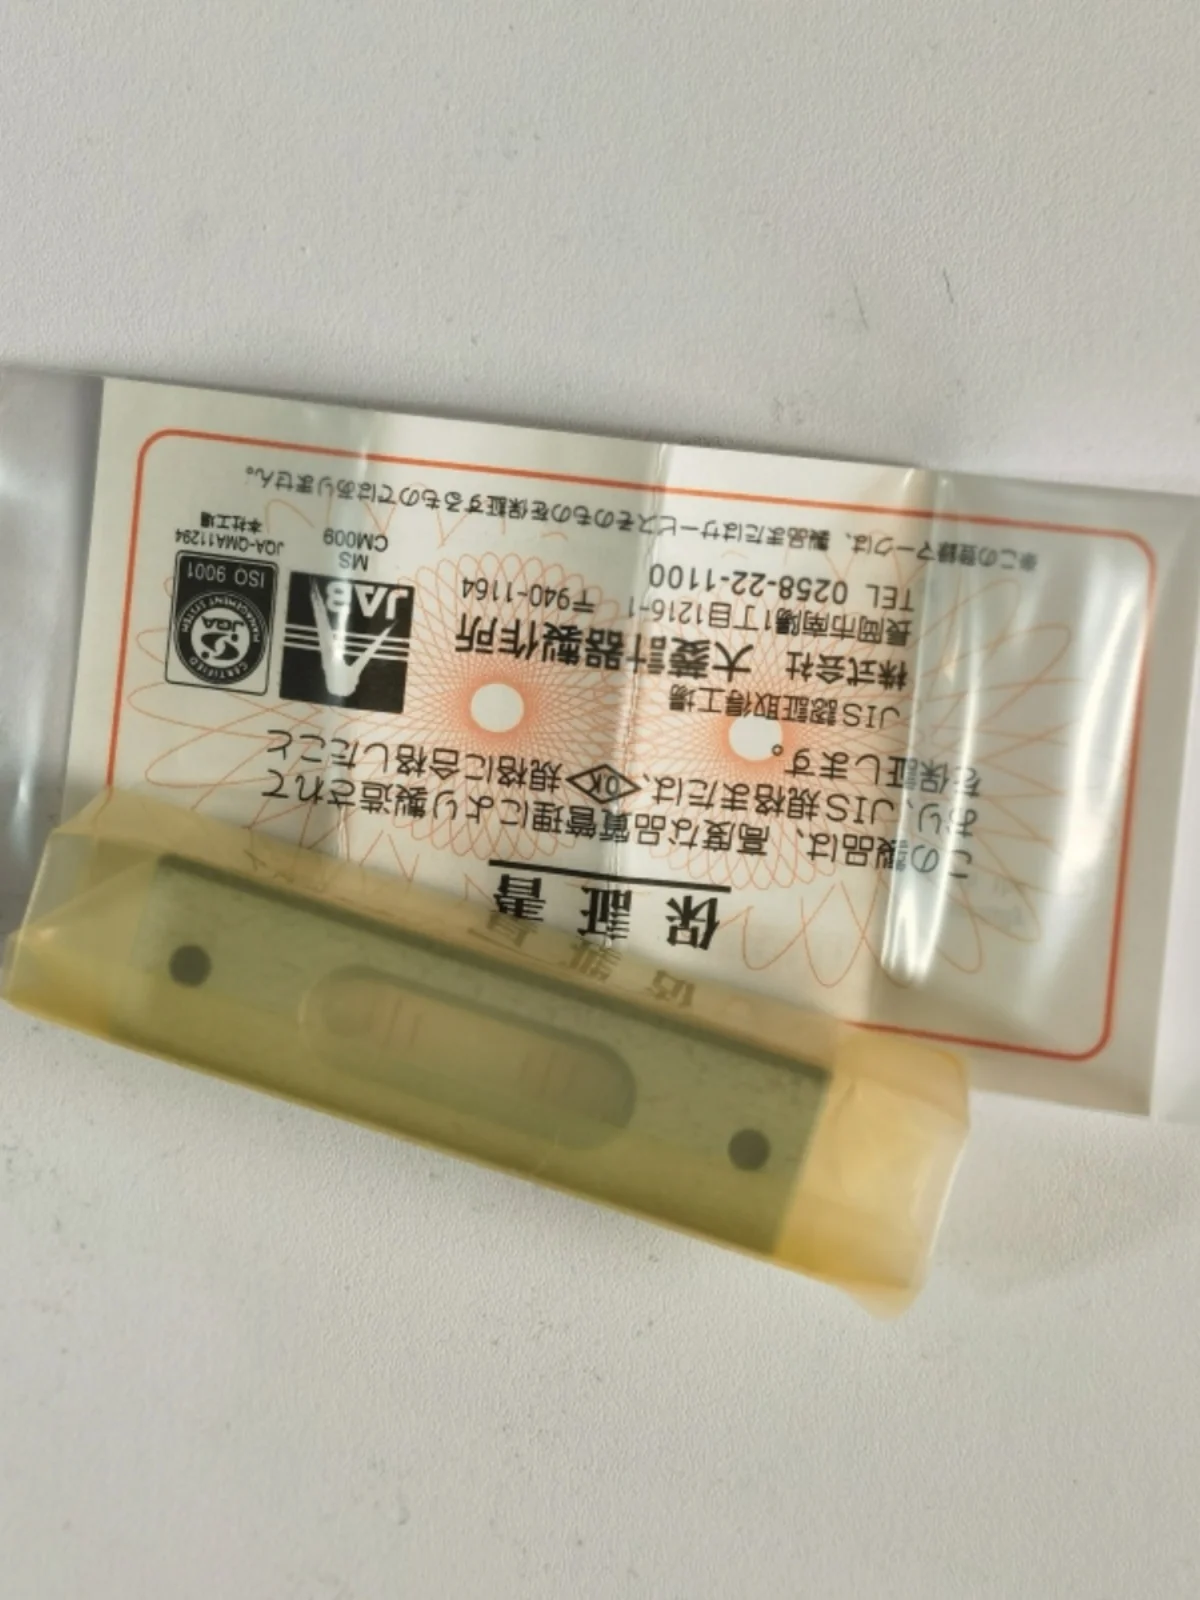 保証書
この製品は、高度な品質管理により製造されて
おり、JIS規格または、OK規格に合格したこと
を保証します。
JIS認証取得工場
株式会社 大菱計器製作所
長岡市南陽1丁目1216-1 〒940-1164
TEL 0258-22-1100
JAB
MS
CM009
MANAGEMENT SYSTEM
JQA
CERTIFIED
ISO 9001
JQA-QMA11294
本社工場
※この登録マークは、製品またはサービスそのものを保証するものではありません。